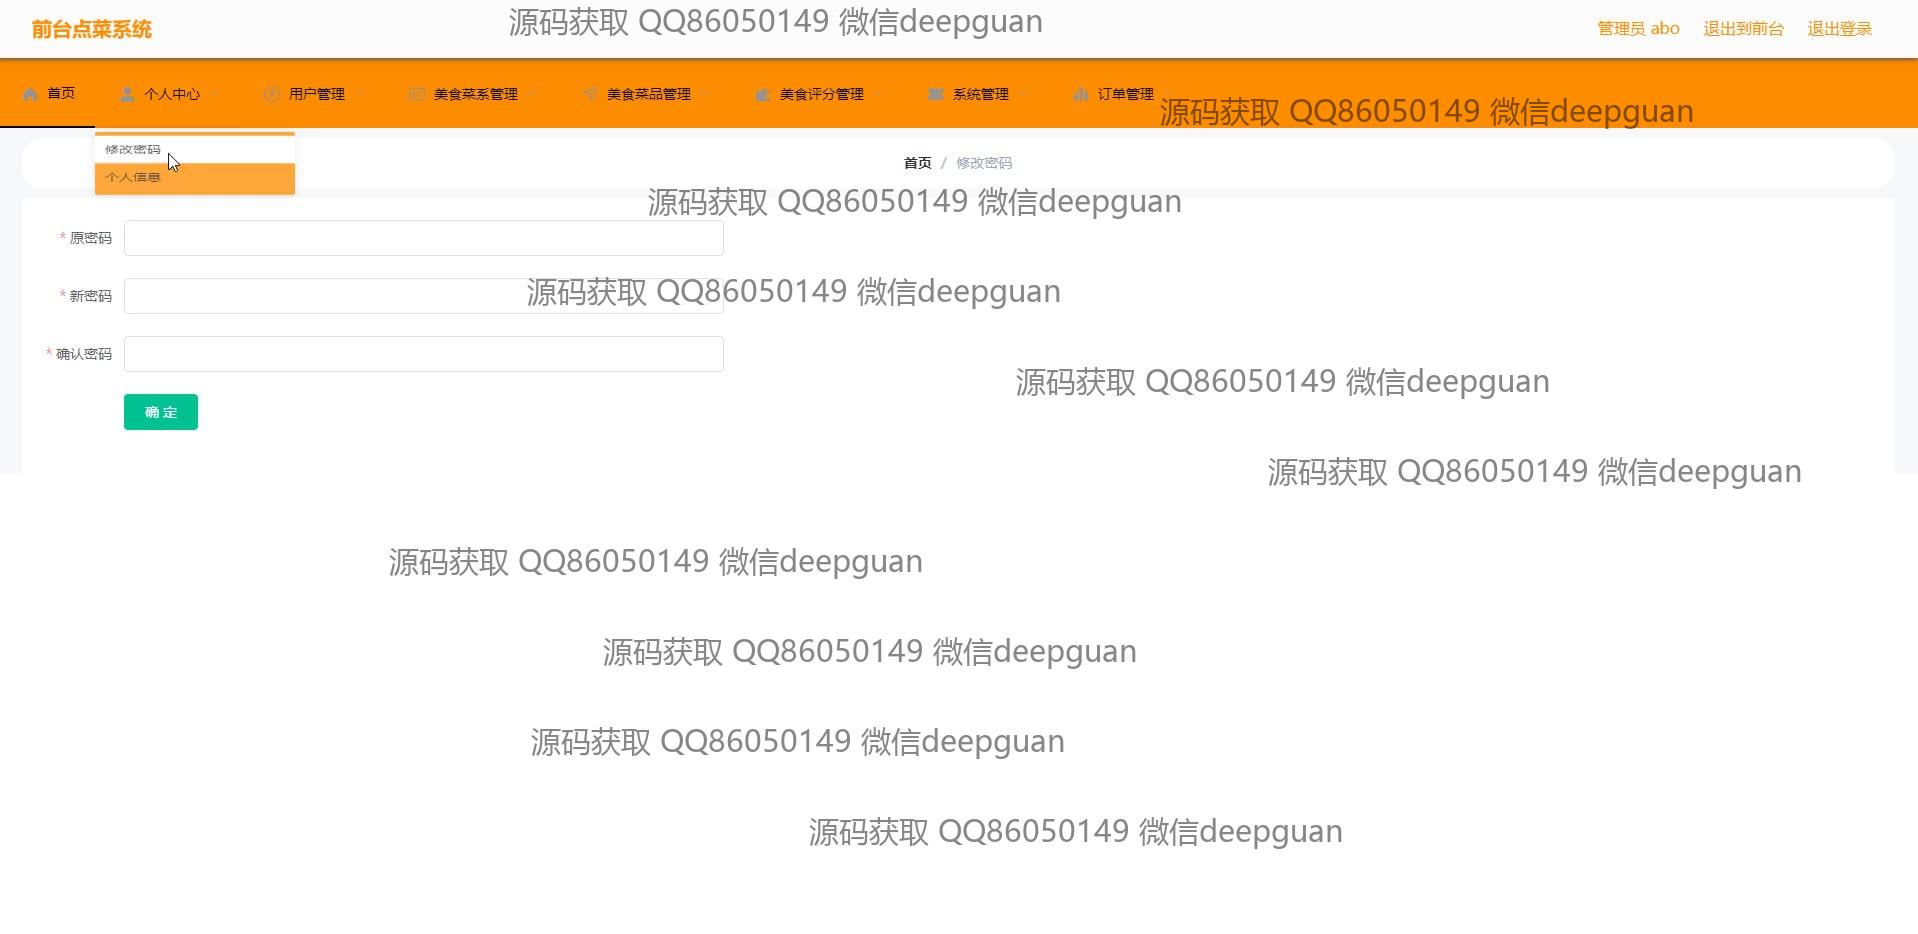 前台点菜系统
源码获取 QQ86050149 微信deepguan
管理员 abo 退出到前台 退出登录
首页 个人中心 用户管理 美食菜系管理 美食菜品管理 美食评分管理 系统管理 订单管理
源码获取 QQ86050149 微信deepguan
修改密码
个人信息
首页 / 修改密码
源码获取 QQ86050149 微信deepguan
* 原密码
* 新密码
源码获取 QQ86050149 微信deepguan
* 确认密码
源码获取 QQ86050149 微信deepguan
确 定
源码获取 QQ86050149 微信deepguan
源码获取 QQ86050149 微信deepguan
源码获取 QQ86050149 微信deepguan
源码获取 QQ86050149 微信deepguan
源码获取 QQ86050149 微信deepguan